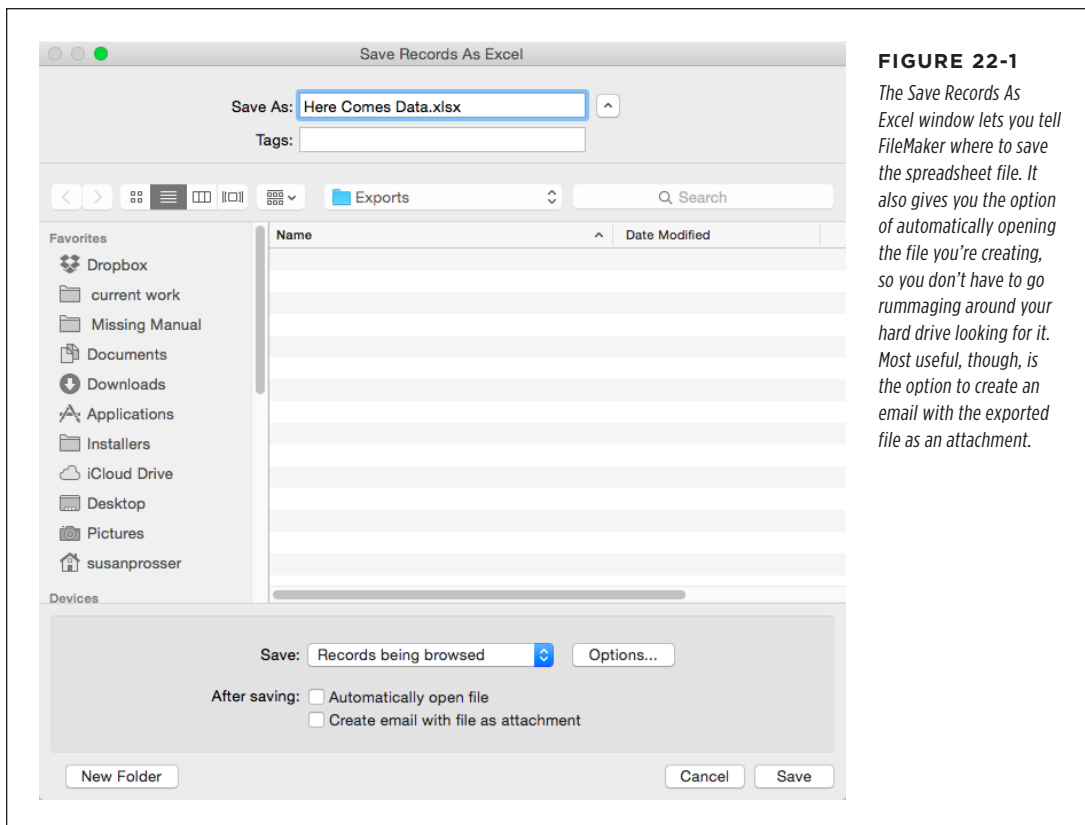 Save Records As Excel
Save As: Here Comes Data.xlsx
Tags:
Exports
Search
Favorites
Dropbox
current work
Missing Manual
Documents
Downloads
Applications
Installers
iCloud Drive
Desktop
Pictures
susanprosser
Devices
Name
Date Modified
Save: Records being browsed
Options...
After saving: Automatically open file
Create email with file as attachment
New Folder
Cancel
Save
FIGURE 22-1
The Save Records As
Excel window lets you tell
FileMaker where to save
the spreadsheet file. It
also gives you the option
of automatically opening
the file you're creating,
so you don't have to go
rummaging around your
hard drive looking for it.
Most useful, though, is
the option to create an
email with the exported
file as an attachment.